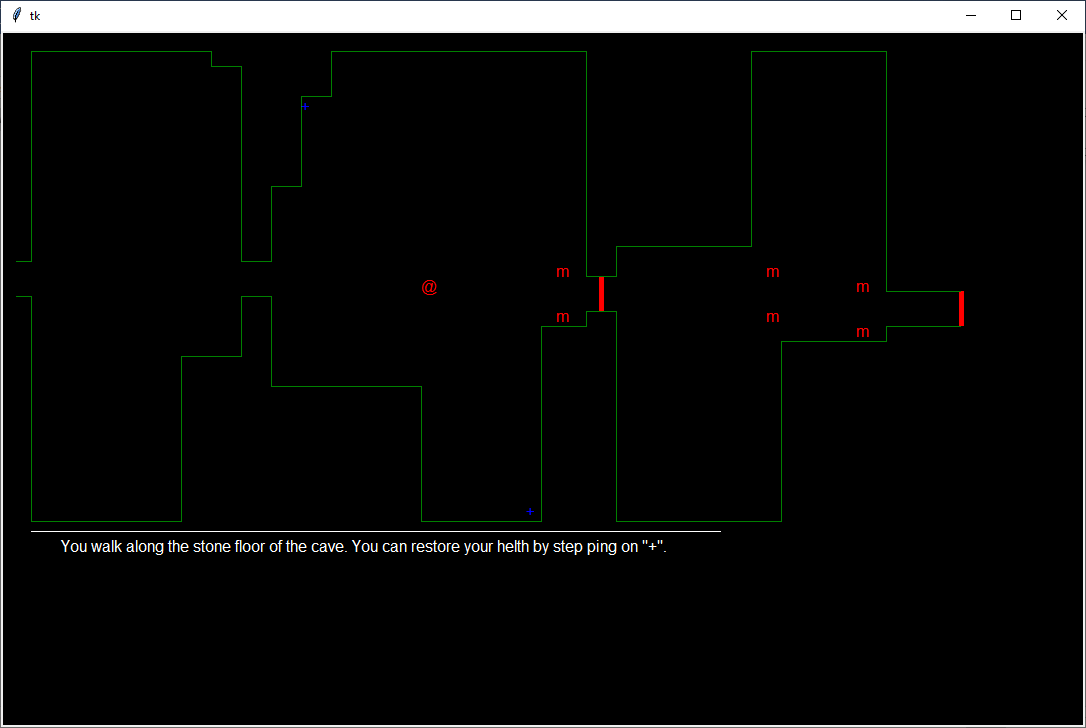 tk
+
m m
@ m
m m
m
+
You walk along the stone floor of the cave. You can restore your helth by step ping on "+".